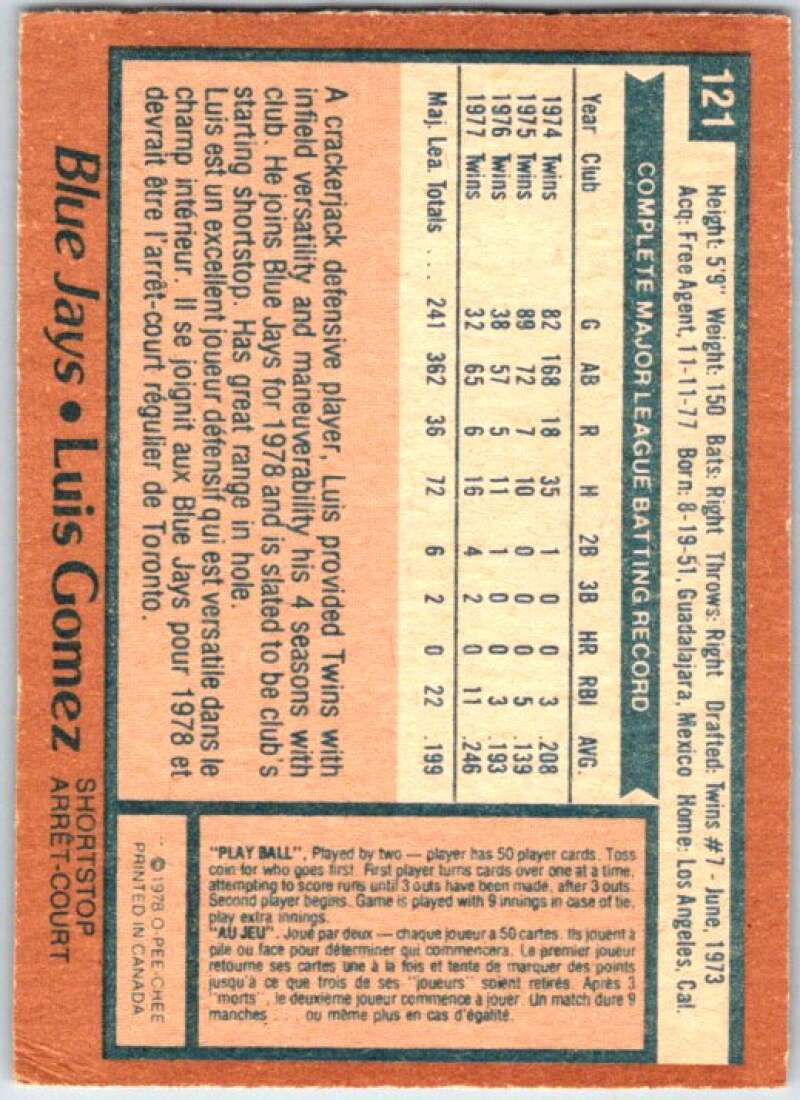 121
Height: 5'9" Weight: 150 Bats: Right Throws: Right Drafted: Twins #7 - June, 1973
Acq: Free Agent, 11-11-77 Born: 8-19-51, Guadalajara, Mexico Home: Los Angeles, Cal.
COMPLETE MAJOR LEAGUE BATTING RECORD
Year Club G AB R H 2B 3B HR RBI AVG.
1974 Twins 82 168 18 35 1 0 0 3 .208
1975 Twins 89 72 7 10 0 0 0 5 .139
1976 Twins 38 57 5 11 1 0 0 3 .193
1977 Twins 32 65 6 16 4 2 0 11 .246
Maj. Lea. Totals .... 241 362 36 72 6 2 0 22 .199
A crackerjack defensive player, Luis provided Twins with
infield versatility and maneuverability his 4 seasons with
club. He joins Blue Jays for 1978 and is slated to be club's
starting shortstop. Has great range in hole.
Luis est un excellent joueur défensif qui est versatile dans le
champ intérieur. Il se joignit aux Blue Jays pour 1978 et
devrait être l'arrêt-court régulier de Toronto.
"PLAY BALL". Played by two — player has 50 player cards. Toss
coin for who goes first. First player turns cards over one at a time,
attempting to score runs until 3 outs have been made, after 3 outs.
Second player begins. Game is played with 9 innings in case of tie,
play extra innings.
"AU JEU". Joué par deux — chaque joueur a 50 cartes. Ils jouent à
pile ou face pour déterminer qui commencera. Le premier joueur
retourne ses cartes une à la fois et tente de marquer des points
jusqu'à ce que trois de ses "joueurs" soient retirés. Après 3
"morts", le deuxième joueur commence à jouer. Un match dure 9
manches ... ou même plus en cas d'égalité.
©1978 O-PEE-CHEE
PRINTED IN CANADA
Blue Jays • Luis Gomez
SHORTSTOP
ARRÊT-COURT